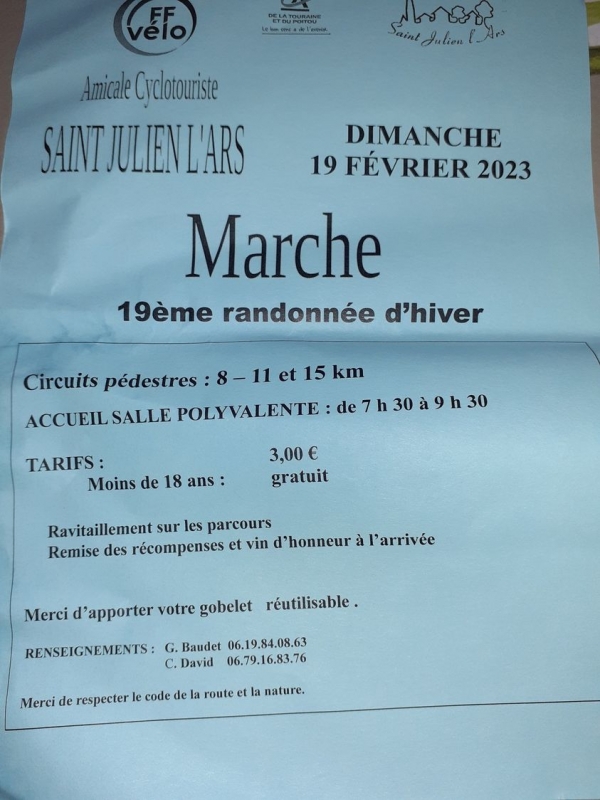 FF
vélo
DE LA TOURAINE
ET DU POITOU
Saint Julien l'Ars
Amicale Cyclotouriste
SAINT JULIEN L'ARS
DIMANCHE
19 FÉVRIER 2023
Marche
19ème randonnée d'hiver
Circuits pédestres : 8 – 11 et 15 km
ACCUEIL SALLE POLYVALENTE : de 7 h 30 à 9 h 30
TARIFS : 3,00 €
Moins de 18 ans : gratuit
Ravitaillement sur les parcours
Remise des récompenses et vin d'honneur à l'arrivée
Merci d'apporter votre gobelet réutilisable .
RENSEIGNEMENTS : G. Baudet 06.19.84.08.63
C. David 06.79.16.83.76
Merci de respecter le code de la route et la nature.